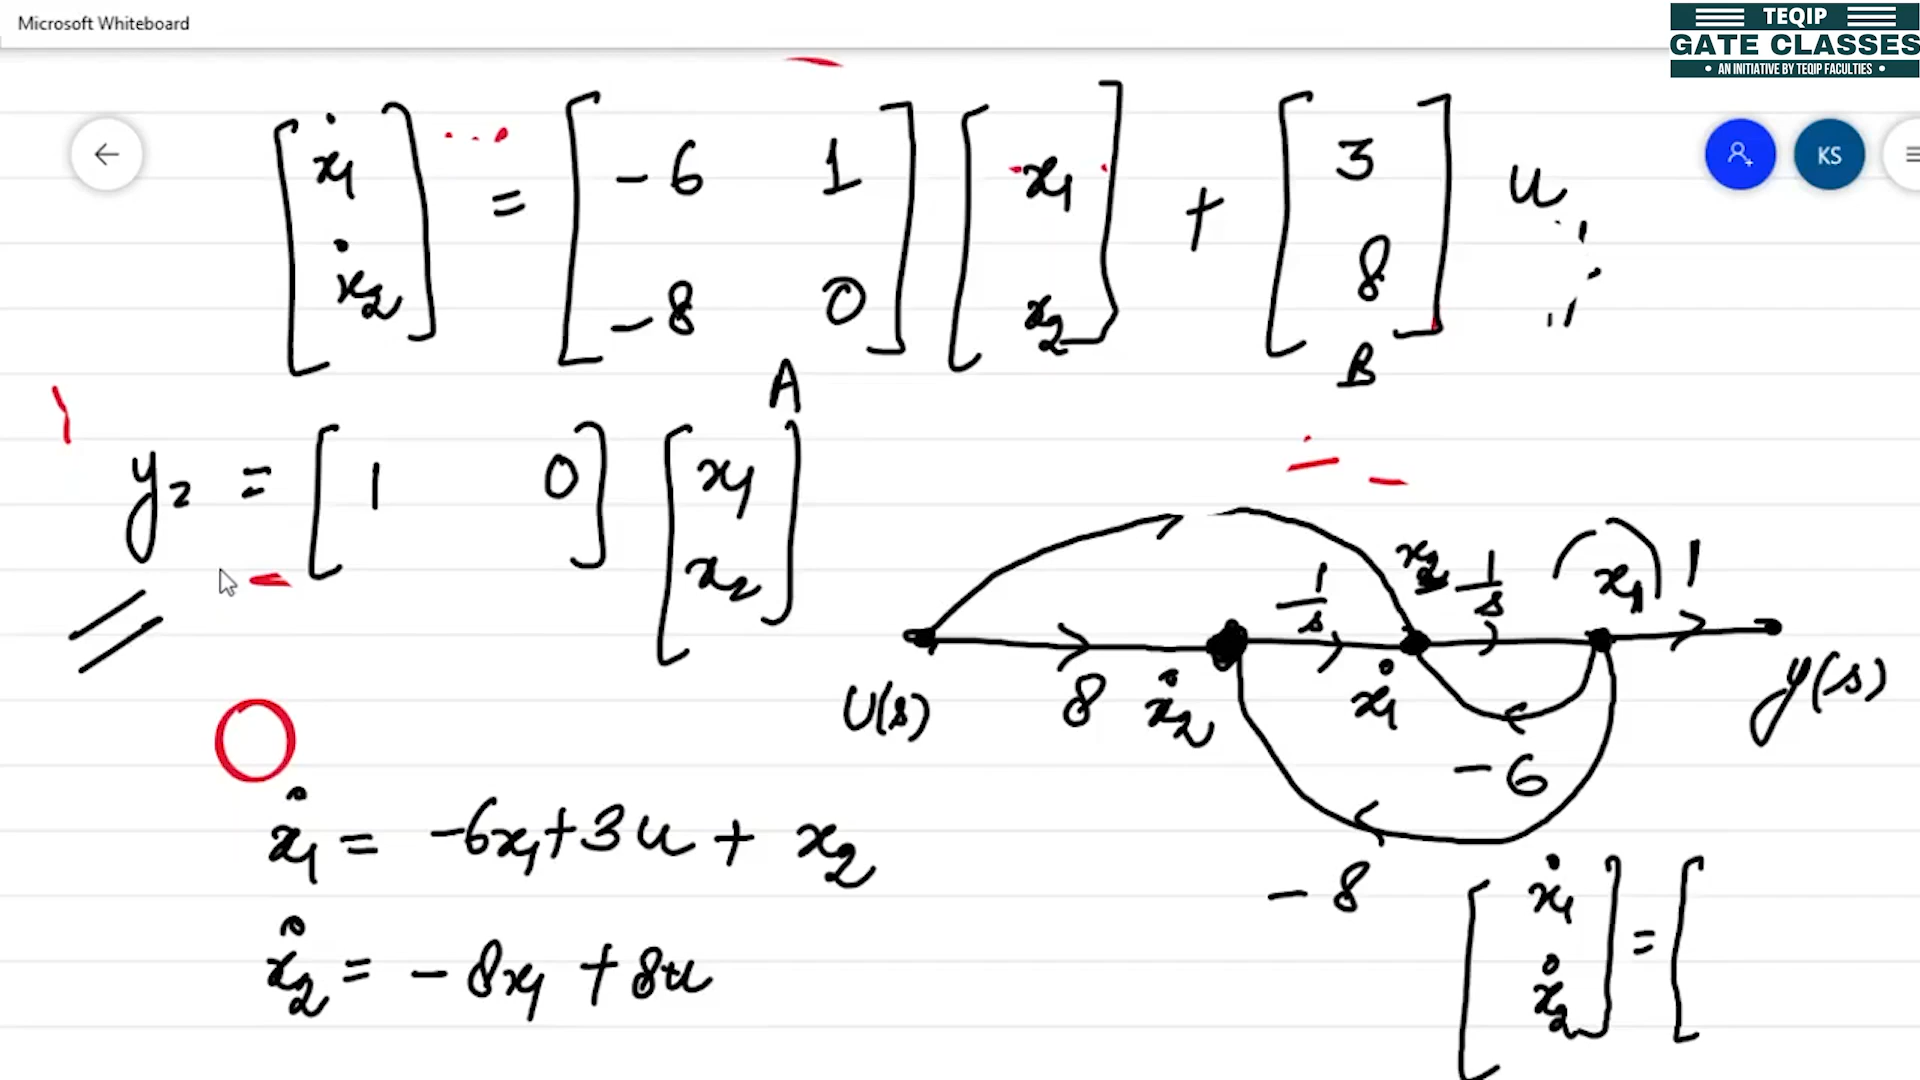 Microsoft Whiteboard
TEQIP
GATE CLASSES
• AN INITIATIVE BY TEQIP FACULTIES •
KS
[ẋ1 ẋ2] = [-6 1 -8 0] [x1 x2] + [3 8] u
A
B
y2 = [1 0] [x1 x2]
U(s) 8 ẋ2 1/s ẋ1 x2 1/s x1 1 y(s)
-6
-8
ẋ1 = -6x1 + 3u + x2
ẋ2 = -8x1 + 8u
[ẋ1 ẋ2] = [